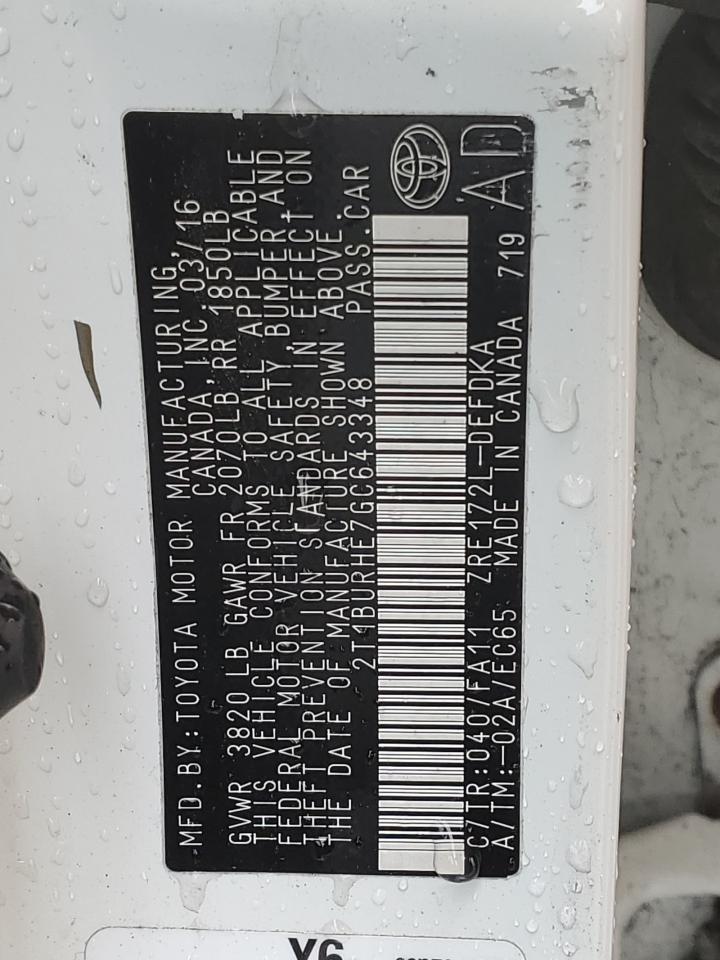 MFD.BY:TOYOTA MOTOR MANUFACTURING,
CANADA, INC. 03/16
GVWR 3820 LB GAWR FR 2070LB RR 1850LB
THIS VEHICLE CONFORMS TO ALL APPLICABLE
FEDERAL MOTOR VEHICLE SAFETY, BUMPER, AND
THEFT PREVENTION STANDARDS IN EFFECT ON
THE DATE OF MANUFACTURE SHOWN ABOVE.
2T1BURHE7GC643348 PASS.CAR
C/TR:040/FA11 ZRE172L-DEFDKA
A/TM:-02A/EC65 MADE IN CANADA 719
AD
Y6